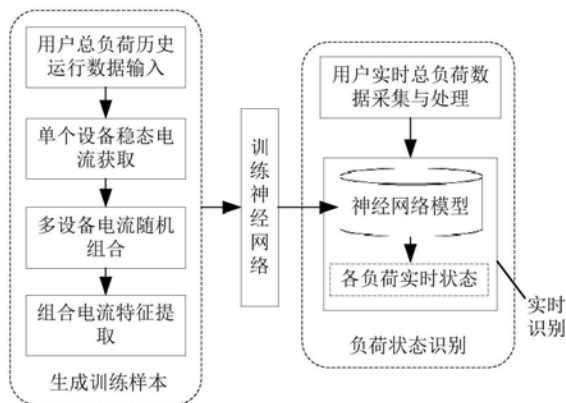 用户总负荷历史
运行数据输入
单个设备稳态电
流获取
多设备电流随机
组合
组合电流特征提
取
生成训练样本
训
练
神
经
网
络
用户实时总负荷数
据采集与处理
神经网络模型
各负荷实时状态
负荷状态识别
实时
识别